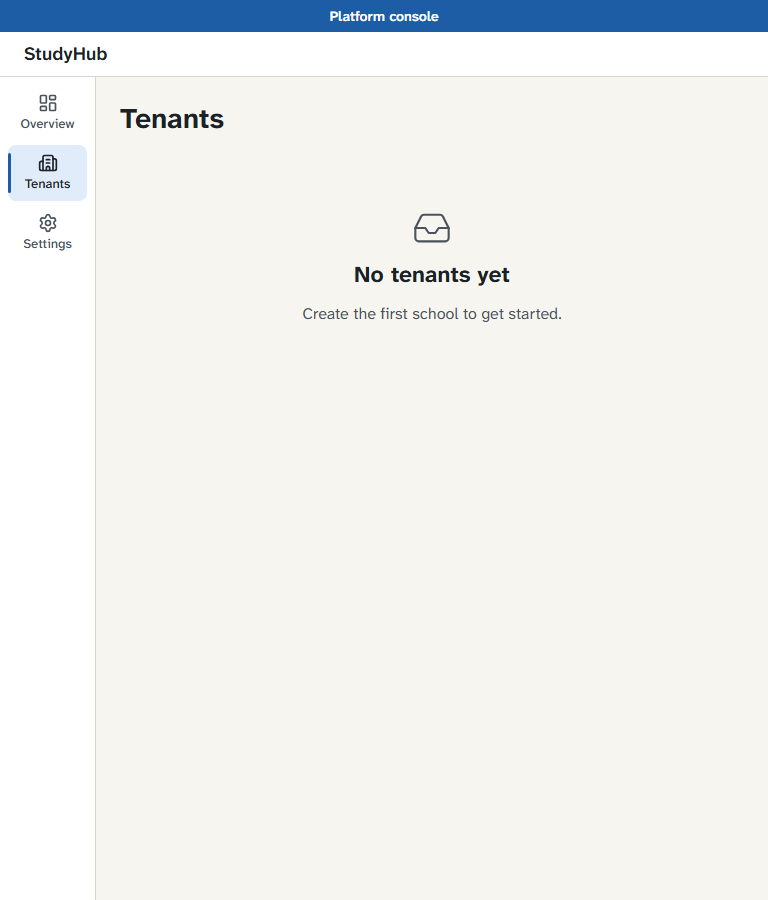 Platform console
StudyHub
Overview
Tenants
Settings
Tenants
No tenants yet
Create the first school to get started.